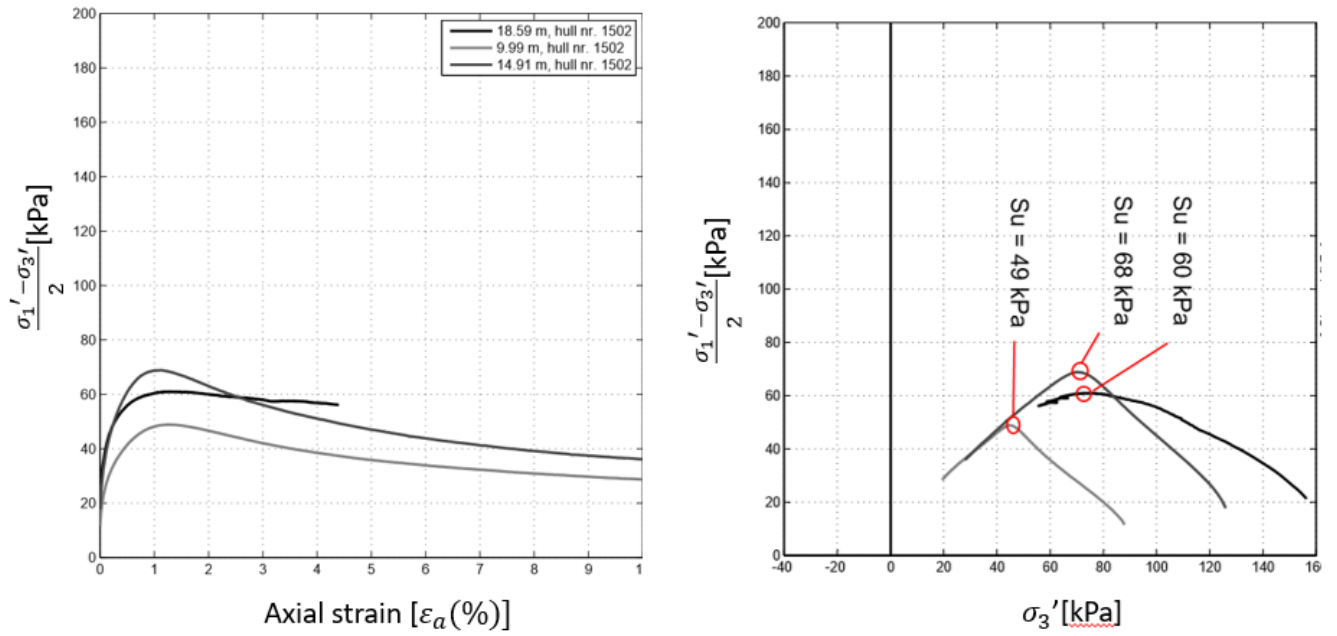 200
180
160
140
120
100
80
60
40
20
0
18.59 m, hull nr. 1502
9.99 m, hull nr. 1502
14.91 m, hull nr. 1502
σ₁′−σ₃′
2
[kPa]
0 1 2 3 4 5 6 7 8 9 1
Axial strain [εₐ(%)]
200
180
160
140
120
100
80
60
40
20
0
Su = 49 kPa
Su = 68 kPa
Su = 60 kPa
σ₁′−σ₃′
2
[kPa]
-40 -20 0 20 40 60 80 100 120 140 16
σ₃′[kPa]